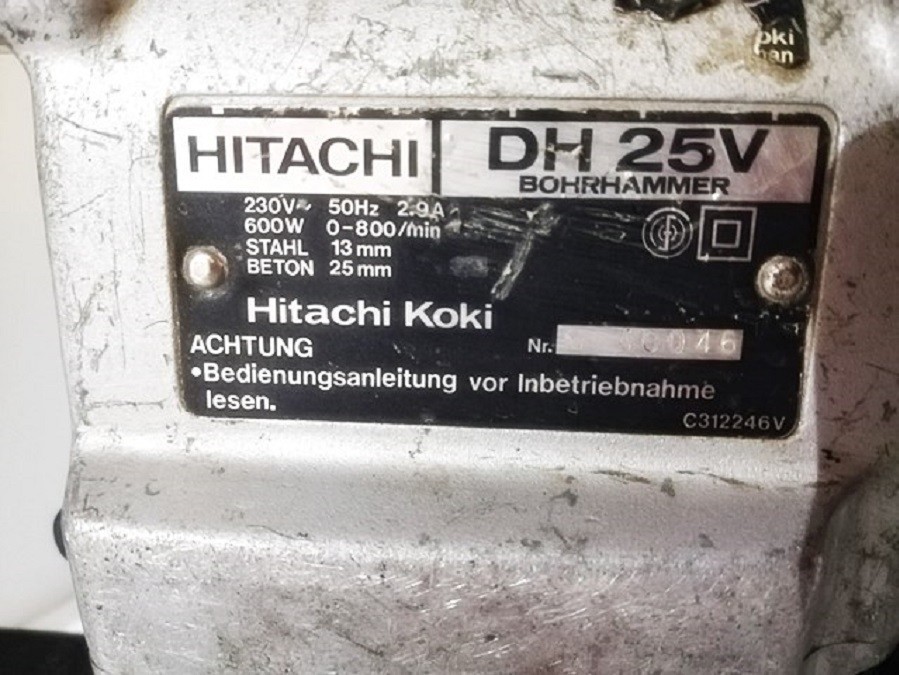 oki
HITACHI
DH 25V
BOHRHAMMER
230V~ 50Hz 2.9A
600W 0-800/min
STAHL 13mm
BETON 25mm
Hitachi Koki
ACHTUNG
Nr.
•Bedienungsanleitung vor Inbetriebnahme
lesen.
C312246V